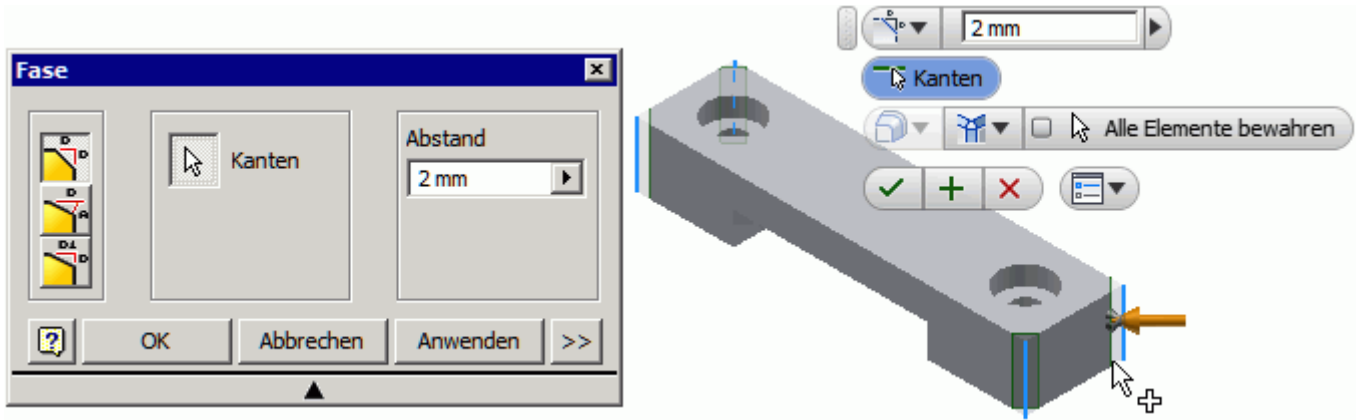 Fase
Kanten
Abstand
2 mm
OK
Abbrechen
Anwenden
>>
2 mm
Kanten
Alle Elemente bewahren